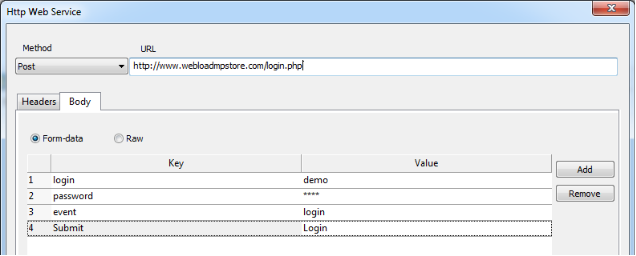 Http Web Service
Method URL
Post http://www.webloadmpstore.com/login.php
Headers Body
Form-data Raw
Key Value
Add
1 login demo
2 password ****
Remove
3 event login
4 Submit Login